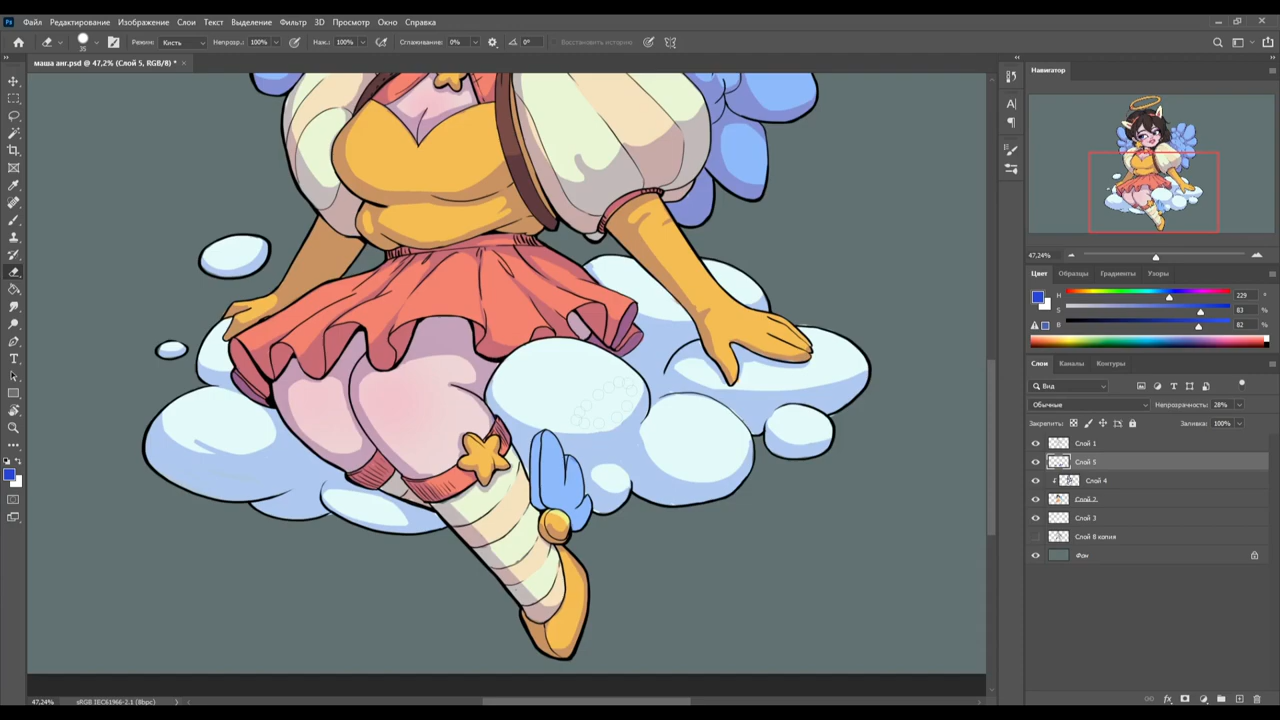 Ps Файл Редактирование Изображение Слои Текст Выделение Фильтр 3D Просмотр Окно Справка
35 Режим: Кисть Непрозр.: 100% Наж.: 100% Сглаживание: 0% 0° Восстановить историю
маша анг.psd @ 47,2% (Слой 5, RGB/8) * ×
Навигатор
47,24%
Цвет Образцы Градиенты Узоры
H 229
S 83 %
B 82 %
Слои Каналы Контуры
Вид
Обычные Непрозрачность: 28%
Закрепить: Заливка: 100%
Слой 1
Слой 5
Слой 4
Слой 2
Слой 3
Слой 8 копия
Фон
47,24% sRGB IEC61966-2.1 (8bpc)